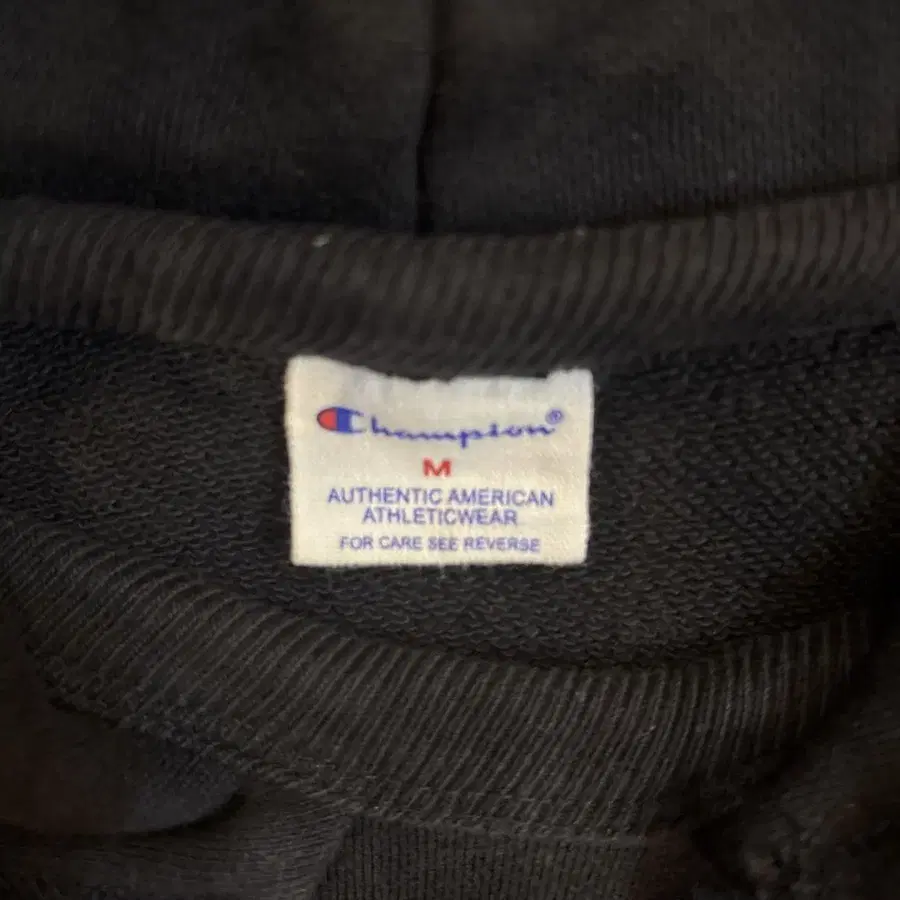 Champion®
M
AUTHENTIC AMERICAN
ATHLETICWEAR
FOR CARE SEE REVERSE